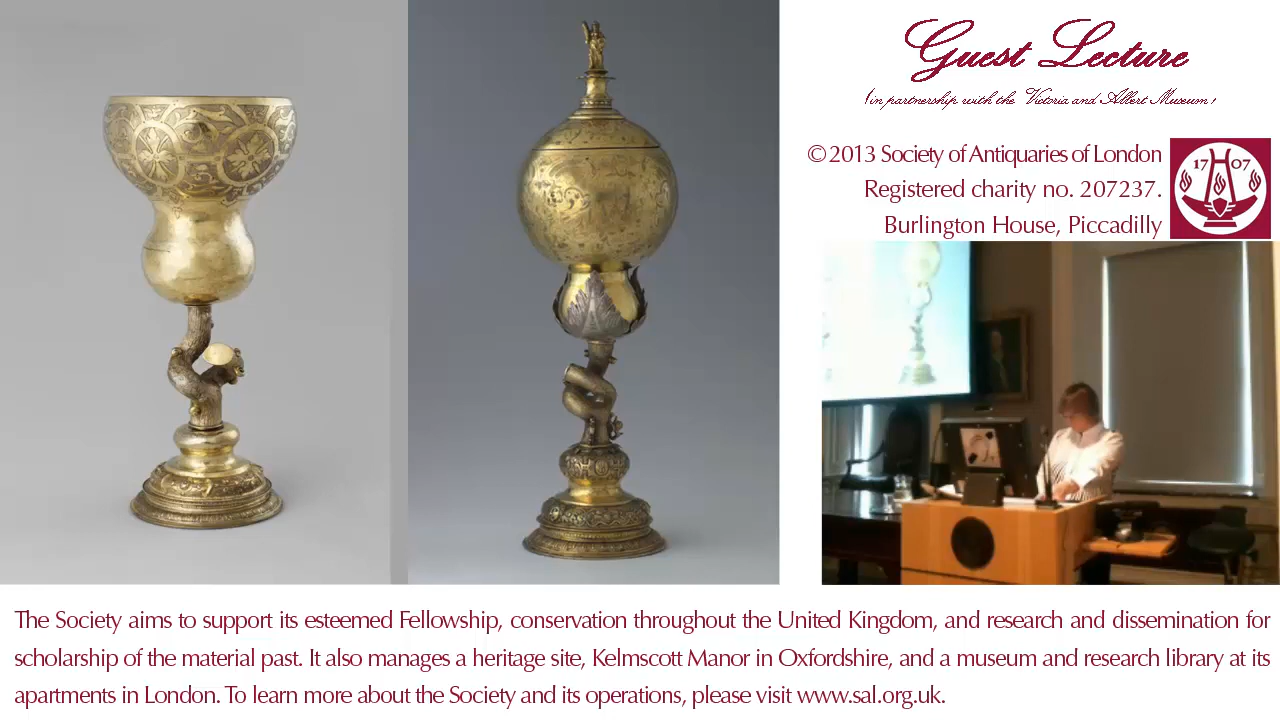 Guest Lecture
(in partnership with the Victoria and Albert Museum)
© 2013 Society of Antiquaries of London
Registered charity no. 207237.
Burlington House, Piccadilly
17 07
The Society aims to support its esteemed Fellowship, conservation throughout the United Kingdom, and research and dissemination for
scholarship of the material past. It also manages a heritage site, Kelmscott Manor in Oxfordshire, and a museum and research library at its
apartments in London. To learn more about the Society and its operations, please visit www.sal.org.uk.